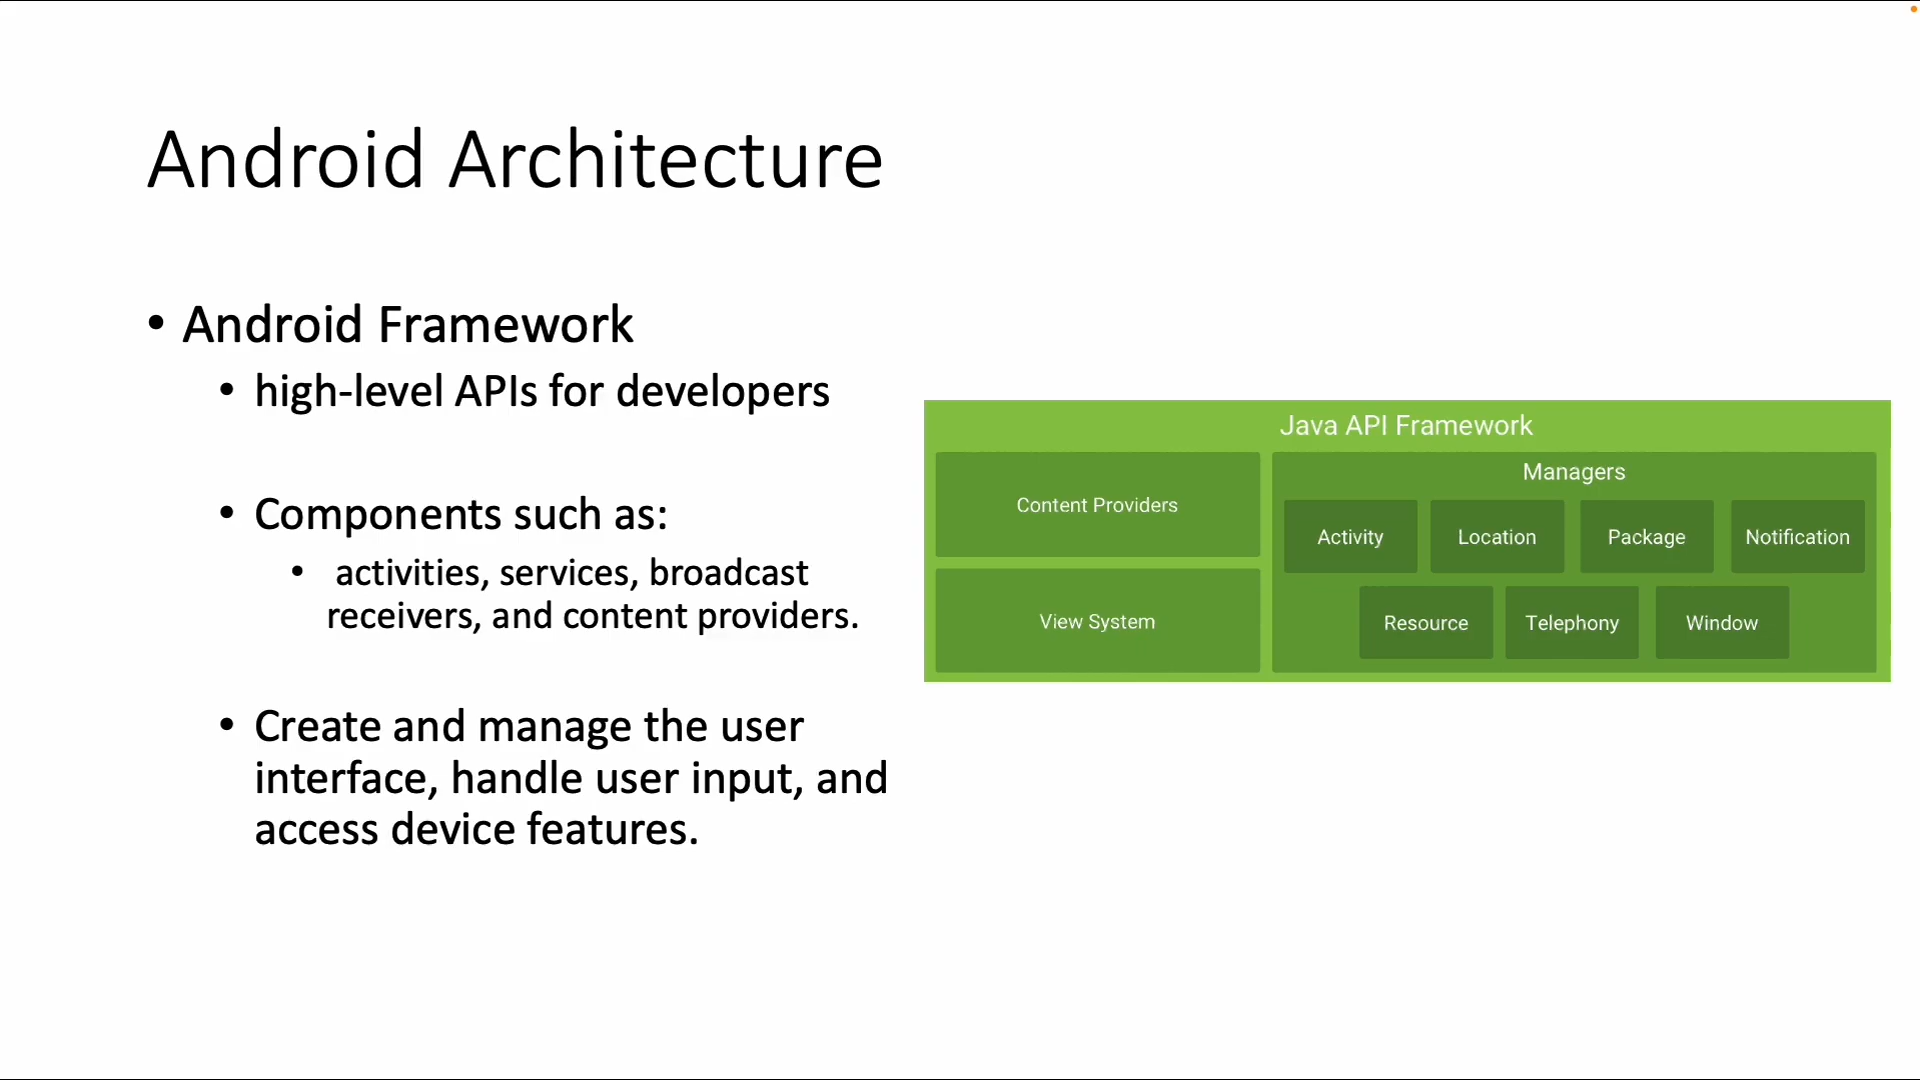 Android Architecture
• Android Framework
• high-level APIs for developers
• Components such as:
• activities, services, broadcast
receivers, and content providers.
• Create and manage the user
interface, handle user input, and
access device features.
Java API Framework
Content Providers
View System
Managers
Activity
Location
Package
Notification
Resource
Telephony
Window